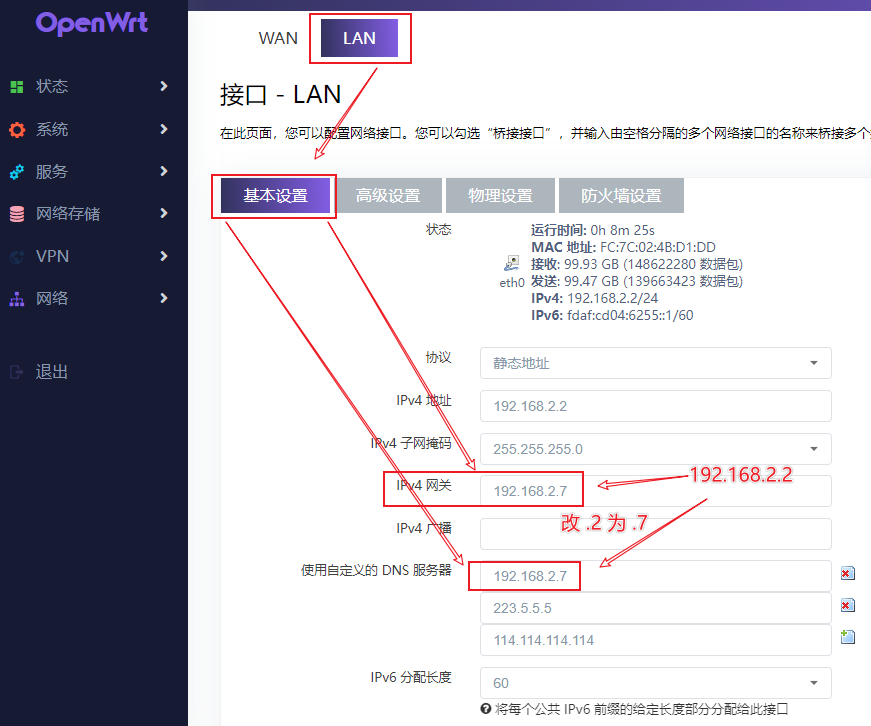 OpenWrt
状态
系统
服务
网络存储
VPN
网络
退出
WAN
LAN
接口 - LAN
在此页面，您可以配置网络接口。您可以勾选“桥接接口”，并输入由空格分隔的多个网络接口的名称来桥接多个
基本设置
高级设置
物理设置
防火墙设置
状态
eth0
运行时间: 0h 8m 25s
MAC 地址: FC:7C:02:4B:D1:DD
接收: 99.93 GB (148622280 数据包)
发送: 99.47 GB (139663423 数据包)
IPv4: 192.168.2.2/24
IPv6: fdaf:cd04:6255::1/60
协议
静态地址
IPv4 地址
192.168.2.2
IPv4 子网掩码
255.255.255.0
IPv4 网关
192.168.2.7
192.168.2.2
改 .2 为 .7
IPv4 广播
使用自定义的 DNS 服务器
192.168.2.7
223.5.5.5
114.114.114.114
IPv6 分配长度
60
将每个公共 IPv6 前缀的给定长度部分分配给此接口